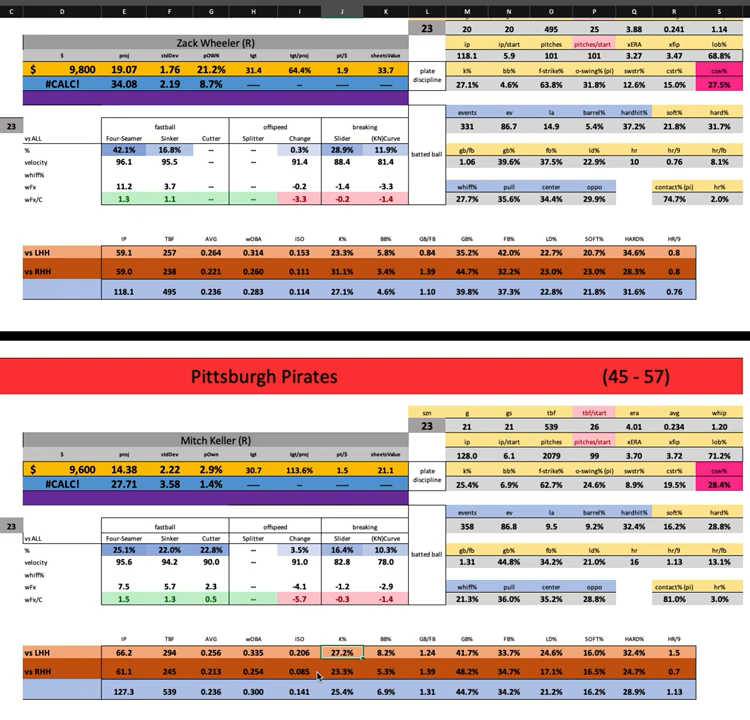 C D E F G H I J K L M N O P Q R S
23 20 20 495 25 3.88 0.241 1.14
ip ip/start pitches pitches/start xERA xfip lob%
Zack Wheeler (R) 118.1 5.9 101 101 3.27 3.47 68.8%
$ proj stdDev pOWN tgt tgt/proj pt/$ sheetsValue
$ 9,800 19.07 1.76 21.2% 31.4 64.4% 1.9 33.7
#CALC! 34.08 2.19 8.7% ---- ---- -- ----
plate discipline k% bb% f-strike% o-swing% (pi) swstr% cstr% csw%
27.1% 4.6% 63.8% 31.8% 12.6% 15.0% 27.5%
events ev la barrel% hardhit% soft% hard%
331 86.7 14.9 5.4% 37.2% 21.8% 31.7%
23 fastball offspeed breaking
vs ALL Four-Seamer Sinker Cutter Splitter Change Slider (KN)Curve
% 42.1% 16.8% -- -- 0.3% 28.9% 11.9%
velocity 96.1 95.5 -- -- 91.4 88.4 81.4
whiff%
wFx 11.2 3.7 -- -- -0.2 -1.4 -3.3
wFx/C 1.3 1.1 -- -- -3.3 -0.2 -1.4
batted ball gb/fb gb% fb% ld% hr hr/9 hr/fb
1.06 39.6% 37.5% 22.9% 10 0.76 8.1%
whiff% pull center oppo contact% (pi) hr%
27.7% 35.6% 34.4% 29.9% 74.7% 2.0%
IP TBF AVG wOBA ISO K% BB% GB/FB GB% FB% LD% SOFT% HARD% HR/9
vs LHH 59.1 257 0.264 0.314 0.153 23.3% 5.8% 0.84 35.2% 42.0% 22.7% 20.7% 34.6% 0.8
vs RHH 59.0 238 0.221 0.260 0.111 31.1% 3.4% 1.39 44.7% 32.2% 23.0% 23.0% 28.3% 0.8
118.1 495 0.236 0.283 0.114 27.1% 4.6% 1.10 39.8% 37.3% 22.8% 21.8% 31.6% 0.76
Pittsburgh Pirates (45 - 57)
szn g gs tbf tbf/start era avg whip
23 21 21 539 26 4.01 0.234 1.20
Mitch Keller (R)
ip ip/start pitches pitches/start xERA xfip lob%
128.0 6.1 2079 99 3.70 3.72 71.2%
$ proj stdDev pOwn tgt tgt/proj pt/$ sheetsValue
$ 9,600 14.38 2.22 2.9% 30.7 113.6% 1.5 21.1
#CALC! 27.71 3.58 1.4% ---- ---- -- ----
plate discipline k% bb% f-strike% o-swing% (pi) swstr% cstr% csw%
25.4% 6.9% 62.7% 24.6% 8.9% 19.5% 28.4%
events ev la barrel% hardhit% soft% hard%
358 86.8 9.5 9.2% 32.4% 16.2% 28.8%
23 fastball offspeed breaking
vs ALL Four-Seamer Sinker Cutter Splitter Change Slider (KN)Curve
% 25.1% 22.0% 22.8% -- 3.5% 16.4% 10.3%
velocity 95.6 94.2 90.0 -- 91.0 82.8 78.0
whiff%
wFx 7.5 5.7 2.3 -- -4.1 -1.2 -2.9
wFx/C 1.5 1.3 0.5 -- -5.7 -0.3 -1.4
batted ball gb/fb gb% fb% ld% hr hr/9 hr/fb
1.31 44.8% 34.2% 21.0% 16 1.13 13.1%
whiff% pull center oppo contact% (pi) hr%
21.3% 36.0% 35.2% 28.8% 81.0% 3.0%
IP TBF AVG wOBA ISO K% BB% GB/FB GB% FB% LD% SOFT% HARD% HR/9
vs LHH 66.2 294 0.256 0.335 0.206 27.2% 8.2% 1.24 41.7% 33.7% 24.6% 16.0% 32.4% 1.5
vs RHH 61.1 245 0.213 0.254 0.085 23.3% 5.3% 1.39 48.2% 34.7% 17.1% 16.5% 24.7% 0.7
127.3 539 0.236 0.300 0.141 25.4% 6.9% 1.31 44.7% 34.2% 21.2% 16.2% 28.9% 1.13